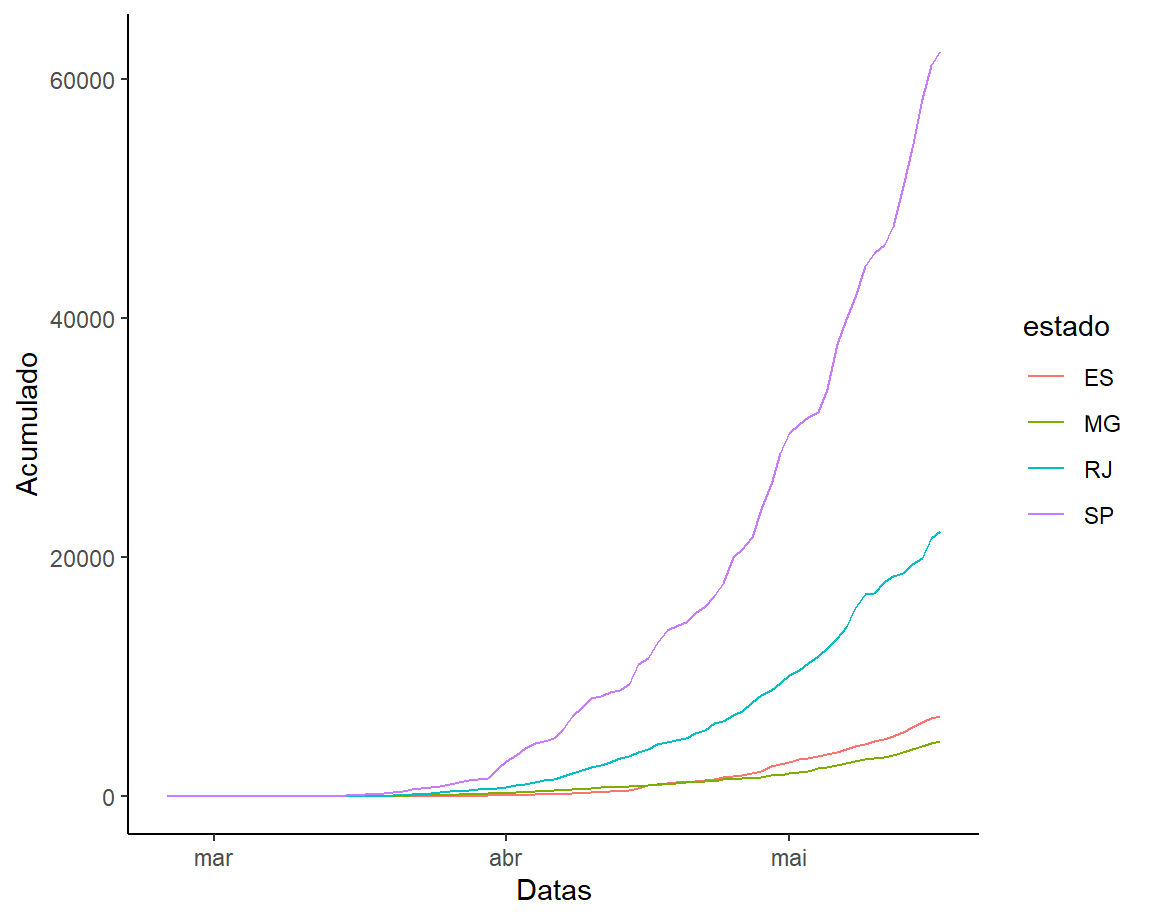 60000
40000
20000
0
Acumulado
mar
abr
mai
Datas
estado
ES
MG
RJ
SP